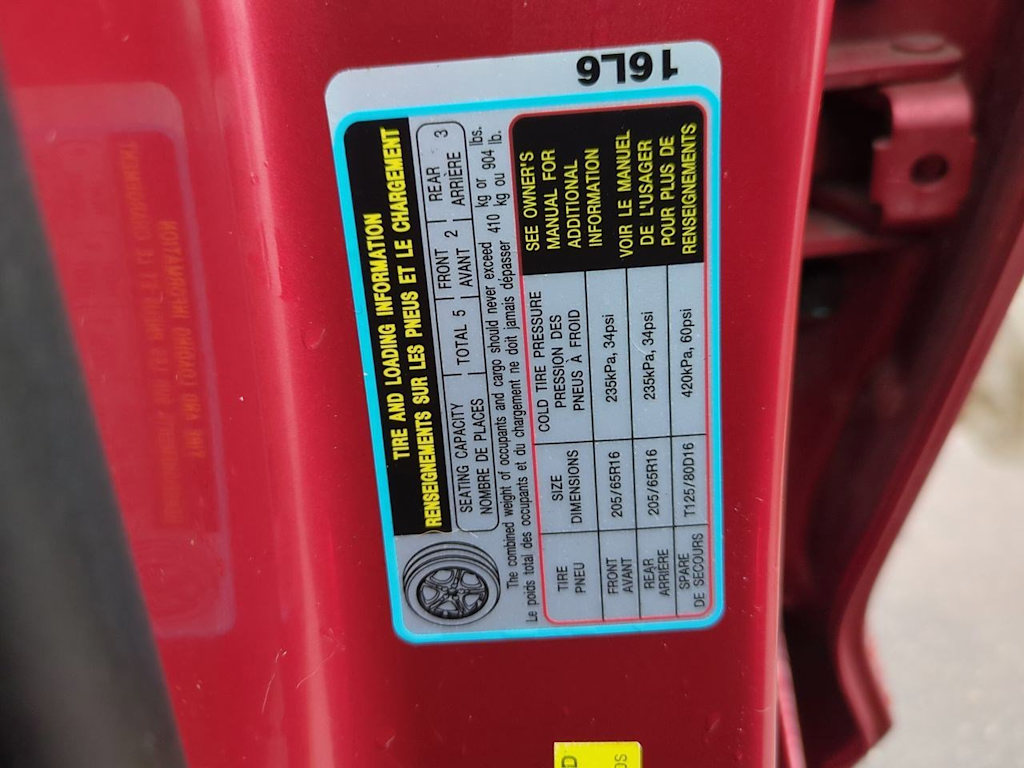 16L6
TIRE AND LOADING INFORMATION
RENSEIGNEMENTS SUR LES PNEUS ET LE CHARGEMENT
SEATING CAPACITY TOTAL 5 FRONT 2 REAR 3
NOMBRE DE PLACES AVANT ARRIÈRE
The combined weight of occupants and cargo should never exceed 410 kg or 904 lbs.
Le poids total des occupants et du chargement ne doit jamais dépasser kg ou lb.
TIRE SIZE COLD TIRE PRESSURE
PNEU DIMENSIONS PRESSION DES
PNEUS À FROID
FRONT 205/65R16 235kPa, 34psi
AVANT
REAR 205/65R16 235kPa, 34psi
ARRIÈRE
SPARE T125/80D16 420kPa, 60psi
DE SECOURS
SEE OWNER'S
MANUAL FOR
ADDITIONAL
INFORMATION
VOIR LE MANUEL
DE L'USAGER
POUR PLUS DE
RENSEIGNEMENTS